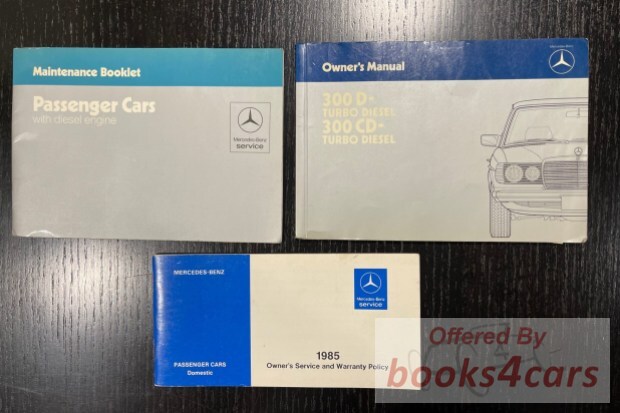 Maintenance Booklet
Passenger Cars
with diesel engine
Mercedes-Benz
service
Owner's Manual
300 D-
TURBO DIESEL
300 CD-
TURBO DIESEL
MERCEDES-BENZ
Mercedes-Benz
service
1985
Owner's Service and Warranty Policy
PASSENGER CARS
Domestic
Offered By
books4cars